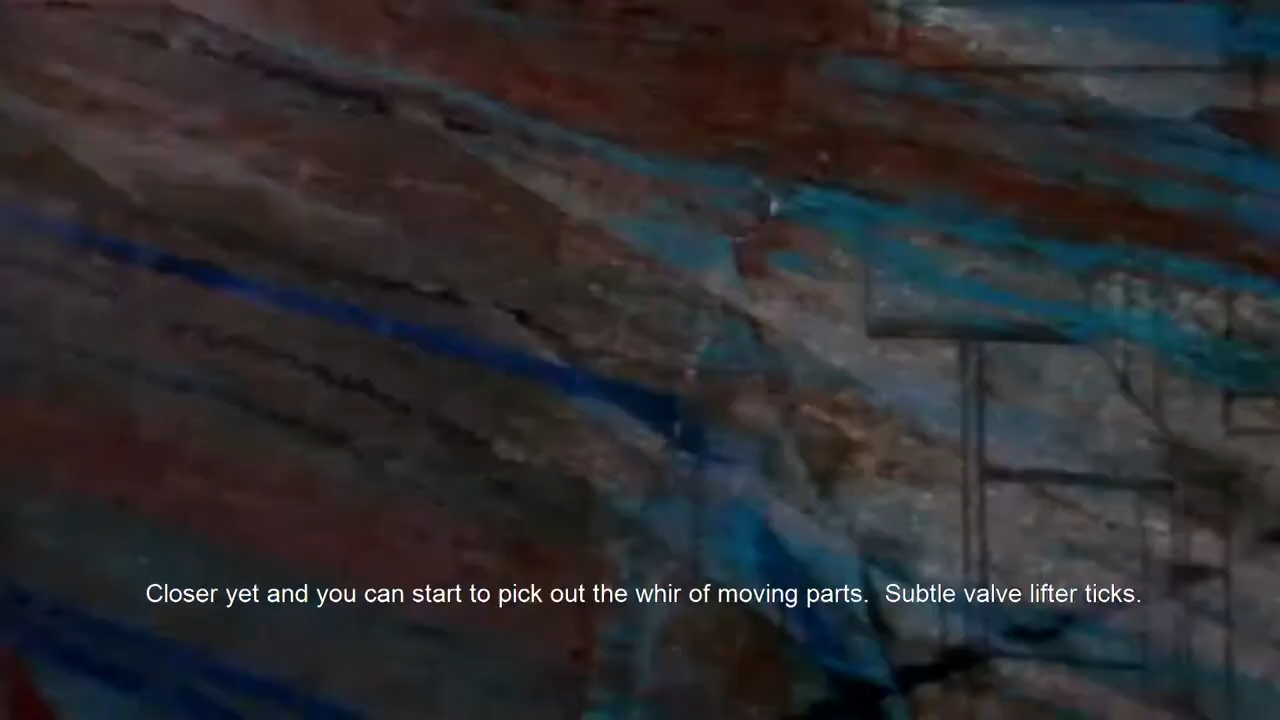 Closer yet and you can start to pick out the whir of moving parts.  Subtle valve lifter ticks.